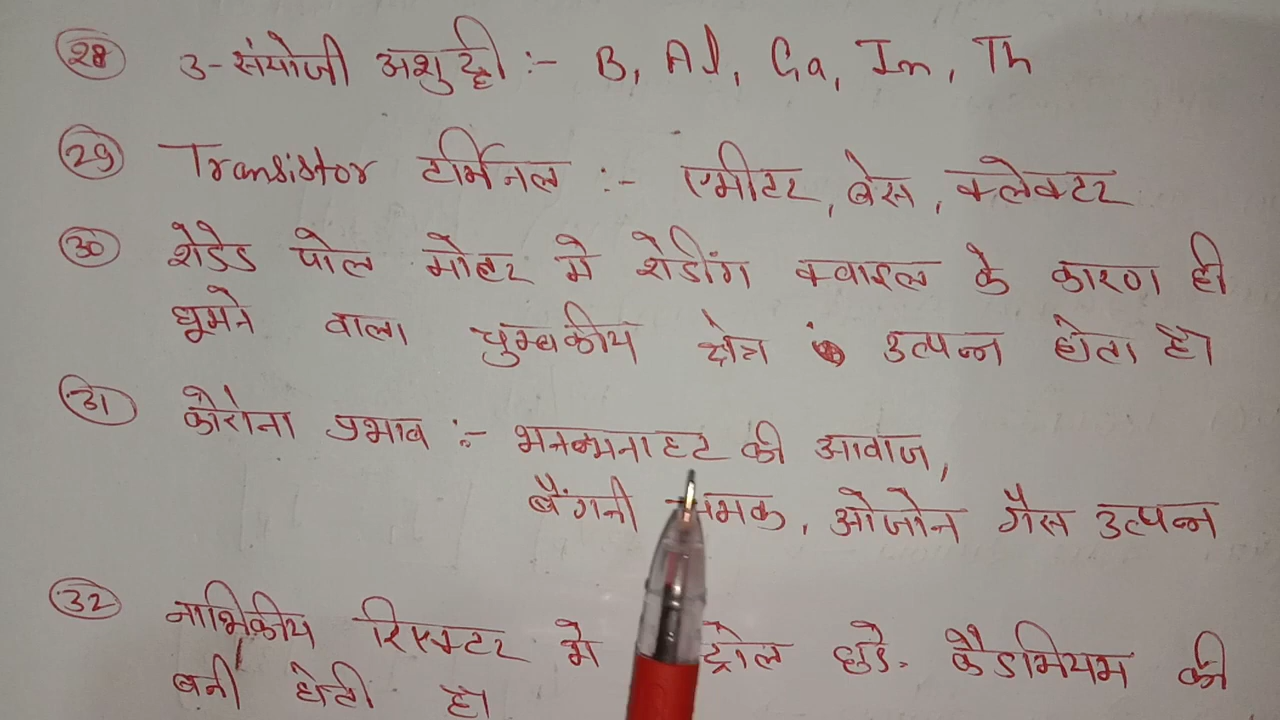 28 3-संयोजी अशुद्धी :- B, Al, Ga, In, Th
29 Transistor टर्मिनल :- एमीटर, बेस, क्लेक्टर
30 शेडेड पोल मोटर मे शेडींग क्वाइल के कारण ही
घूमने वाला चुम्बकीय क्षेत्र उत्पन्न होता है।
31 कोरोना प्रभाव :- भनभनाहट की आवाज,
बैंगनी चमक, ओजोन गैस उत्पन्न
32 नाभिकीय रिएक्टर मे छडे. कैडमियम की
बनी होती है।